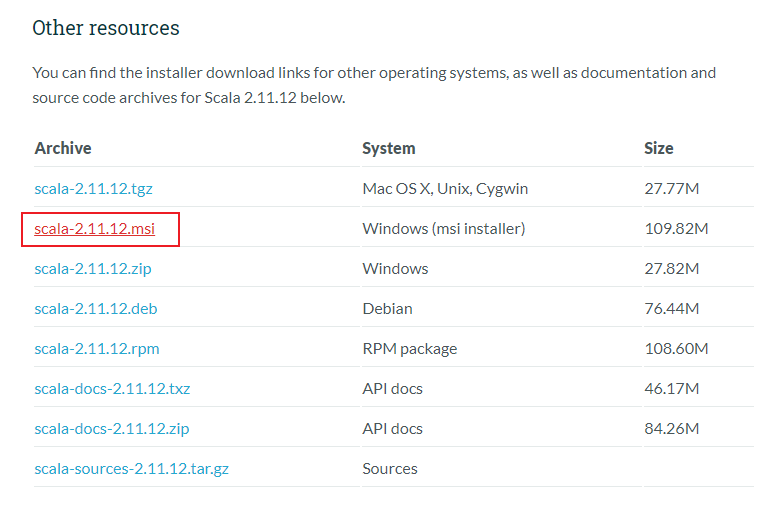 Other resources
You can find the installer download links for other operating systems, as well as documentation and
source code archives for Scala 2.11.12 below.
Archive System Size
scala-2.11.12.tgz Mac OS X, Unix, Cygwin 27.77M
scala-2.11.12.msi Windows (msi installer) 109.82M
scala-2.11.12.zip Windows 27.82M
scala-2.11.12.deb Debian 76.44M
scala-2.11.12.rpm RPM package 108.60M
scala-docs-2.11.12.txz API docs 46.17M
scala-docs-2.11.12.zip API docs 84.26M
scala-sources-2.11.12.tar.gz Sources